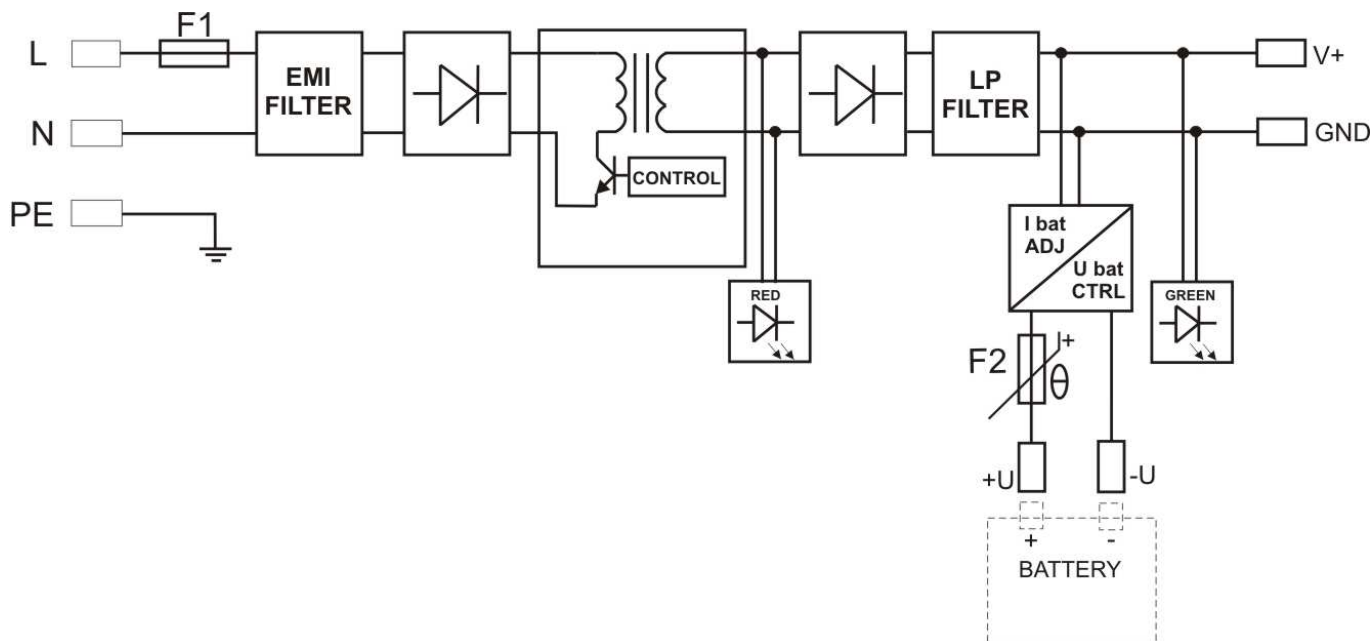 F1
L
EMI
FILTER
LP
FILTER
V+
N
GND
CONTROL
PE
I bat
ADJ
U bat
CTRL
RED
GREEN
F2
+
θ
+U
-U
+
-
BATTERY